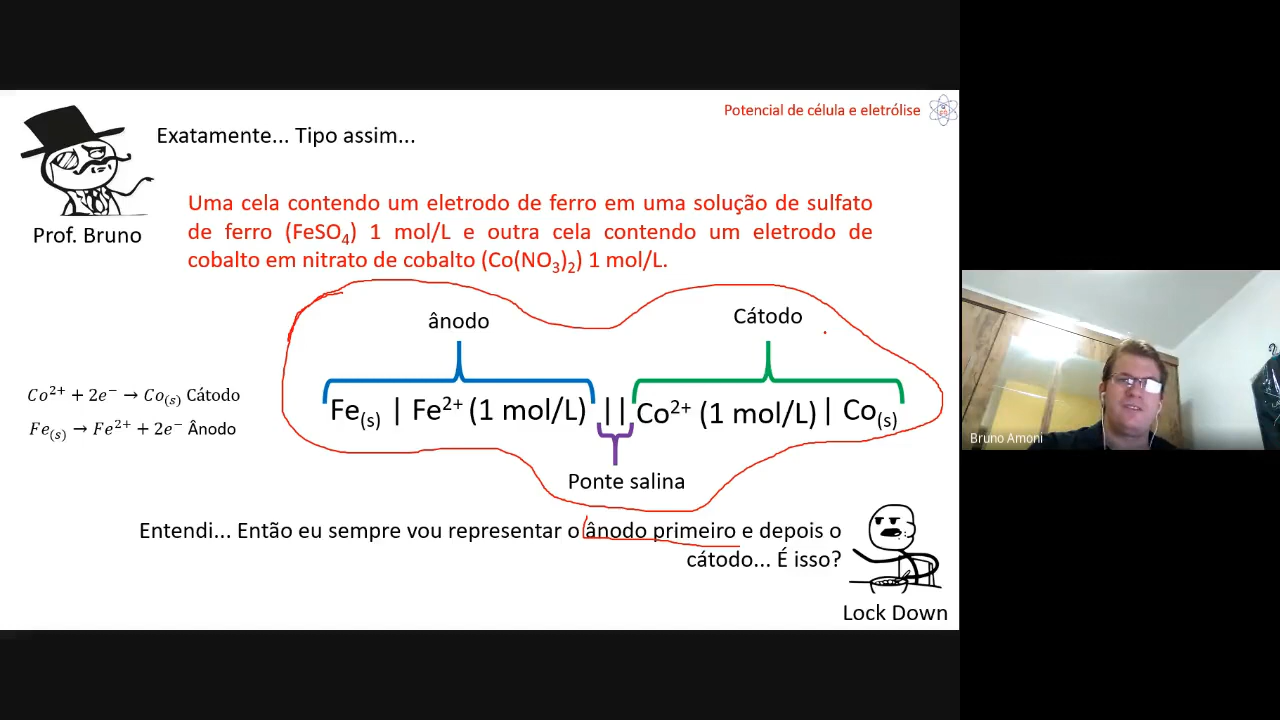 Potencial de célula e eletrólise
Exatamente... Tipo assim...
Prof. Bruno
Uma cela contendo um eletrodo de ferro em uma solução de sulfato
de ferro (FeSO₄) 1 mol/L e outra cela contendo um eletrodo de
cobalto em nitrato de cobalto (Co(NO₃)₂) 1 mol/L.
ânodo
Cátodo
Co²⁺ + 2e⁻ → Co₍s₎ Cátodo
Fe₍s₎ → Fe²⁺ + 2e⁻ Ânodo
Fe₍s₎ | Fe²⁺ (1 mol/L) || Co²⁺ (1 mol/L) | Co₍s₎
Ponte salina
Bruno Amoni
Entendi... Então eu sempre vou representar o ânodo primeiro e depois o
cátodo... É isso?
Lock Down